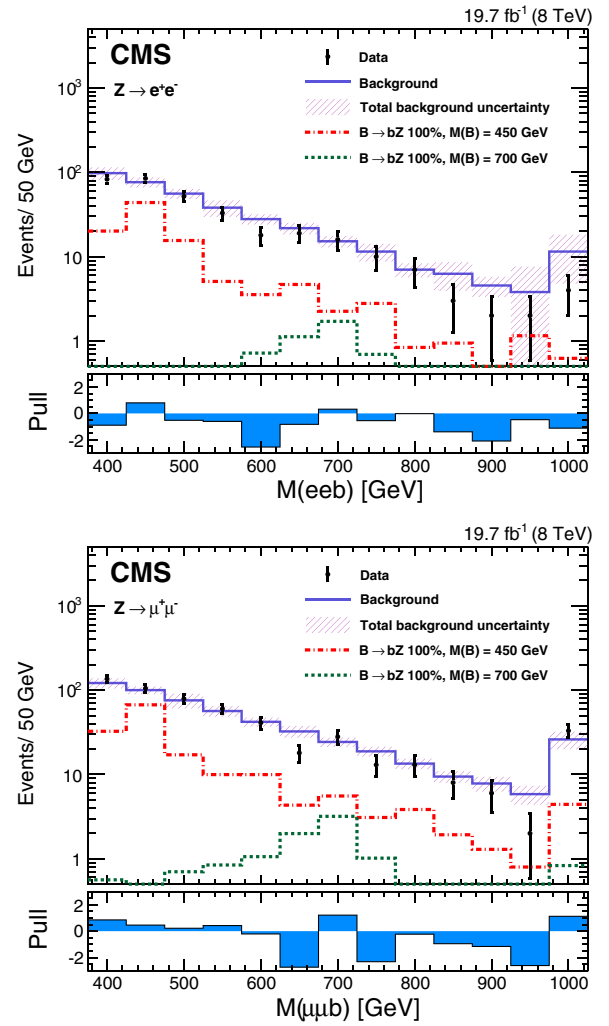 19.7 fb⁻¹ (8 TeV)
CMS
Z → e⁺e⁻
Data
Background
Total background uncertainty
B → bZ 100%, M(B) = 450 GeV
B → bZ 100%, M(B) = 700 GeV
Events/ 50 GeV
10³
10²
10
1
Pull
2
0
-2
400 500 600 700 800 900 1000
M(eeb) [GeV]
19.7 fb⁻¹ (8 TeV)
CMS
Z → μ⁺μ⁻
Data
Background
Total background uncertainty
B → bZ 100%, M(B) = 450 GeV
B → bZ 100%, M(B) = 700 GeV
Events/ 50 GeV
10³
10²
10
1
Pull
2
0
-2
400 500 600 700 800 900 1000
M(μμb) [GeV]